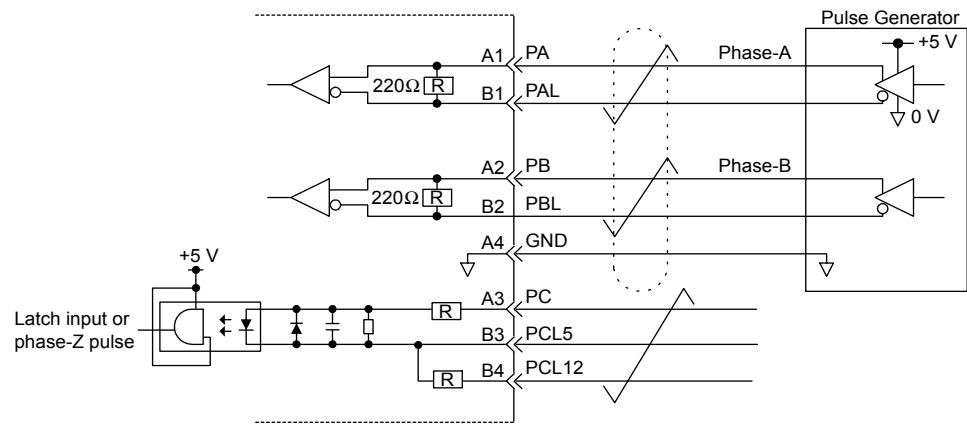 Pulse Generator
+5 V
A1 PA Phase-A
220Ω R
B1 PAL
0 V
A2 PB Phase-B
220Ω R
B2 PBL
A4 GND
+5 V
R A3 PC
Latch input or
phase-Z pulse
B3 PCL5
R B4 PCL12